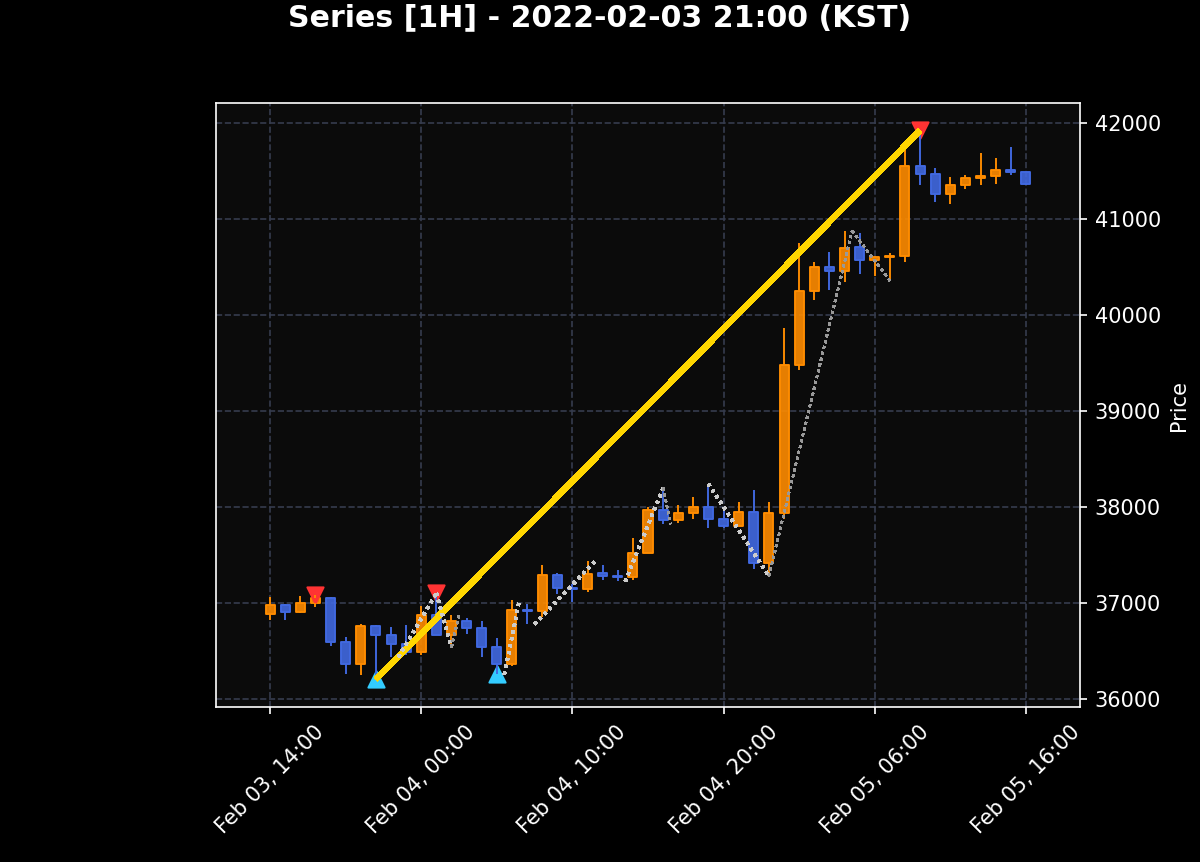 Series [1H] - 2022-02-03 21:00 (KST)
42000
41000
40000
39000
38000
37000
36000
Price
Feb 03, 14:00
Feb 04, 00:00
Feb 04, 10:00
Feb 04, 20:00
Feb 05, 06:00
Feb 05, 16:00